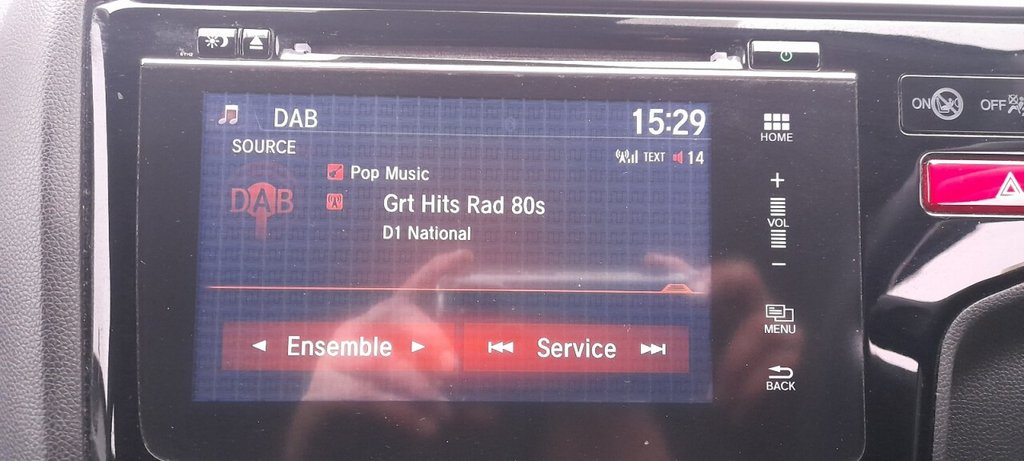 DAB
15:29
SOURCE
TEXT
14
Pop Music
DAB
Grt Hits Rad 80s
D1 National
Ensemble
Service
HOME
+
VOL
−
MENU
BACK
ON
OFF